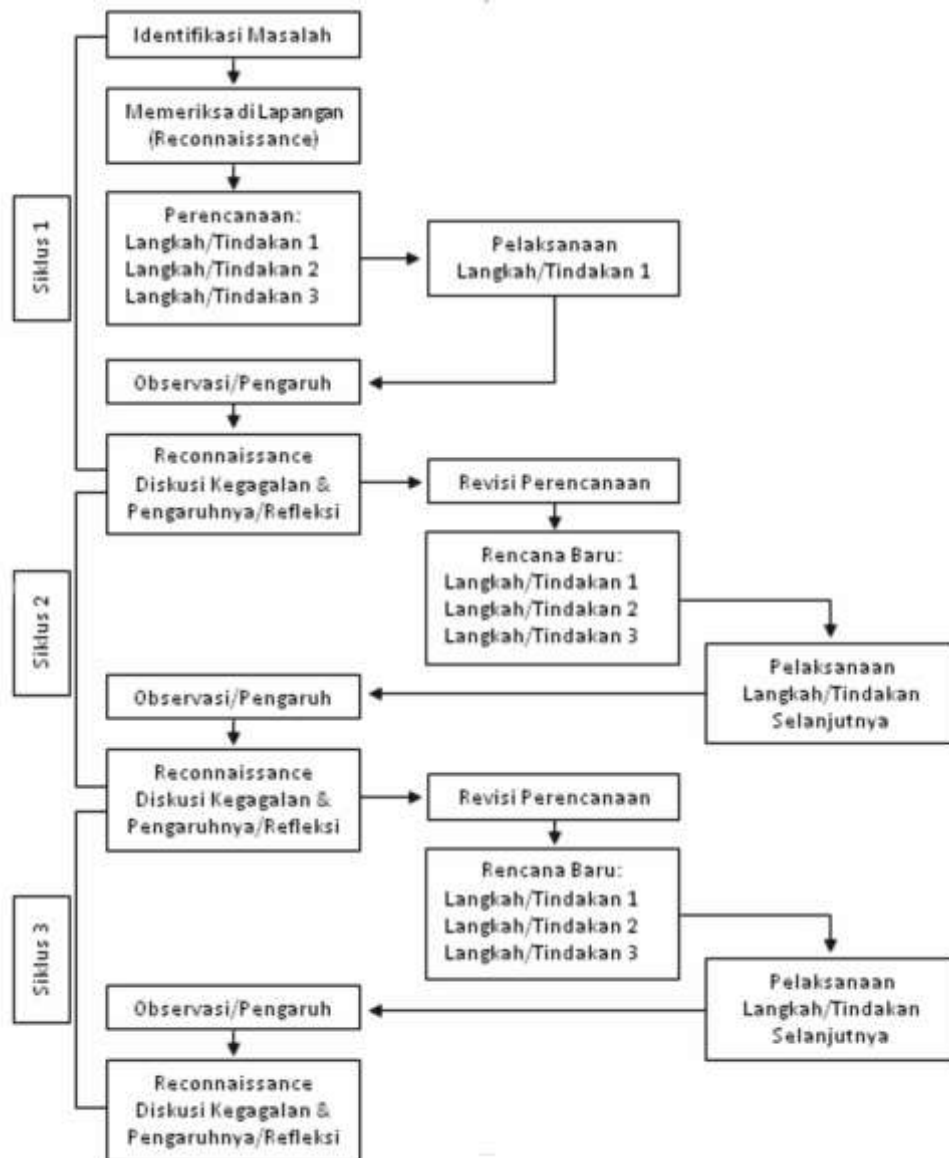 Identifikasi Masalah
Memeriksa di Lapangan
(Reconnaissance)
Siklus 1
Perencanaan:
Langkah/Tindakan 1
Langkah/Tindakan 2
Langkah/Tindakan 3
Pelaksanaan
Langkah/Tindakan 1
Observasi/Pengaruh
Reconnaissance
Diskusi Kegagalan &
Pengaruhnya/Refleksi
Revisi Perencanaan
Siklus 2
Rencana Baru:
Langkah/Tindakan 1
Langkah/Tindakan 2
Langkah/Tindakan 3
Pelaksanaan
Langkah/Tindakan
Selanjutnya
Observasi/Pengaruh
Reconnaissance
Diskusi Kegagalan &
Pengaruhnya/Refleksi
Revisi Perencanaan
Siklus 3
Rencana Baru:
Langkah/Tindakan 1
Langkah/Tindakan 2
Langkah/Tindakan 3
Pelaksanaan
Langkah/Tindakan
Selanjutnya
Observasi/Pengaruh
Reconnaissance
Diskusi Kegagalan &
Pengaruhnya/Refleksi